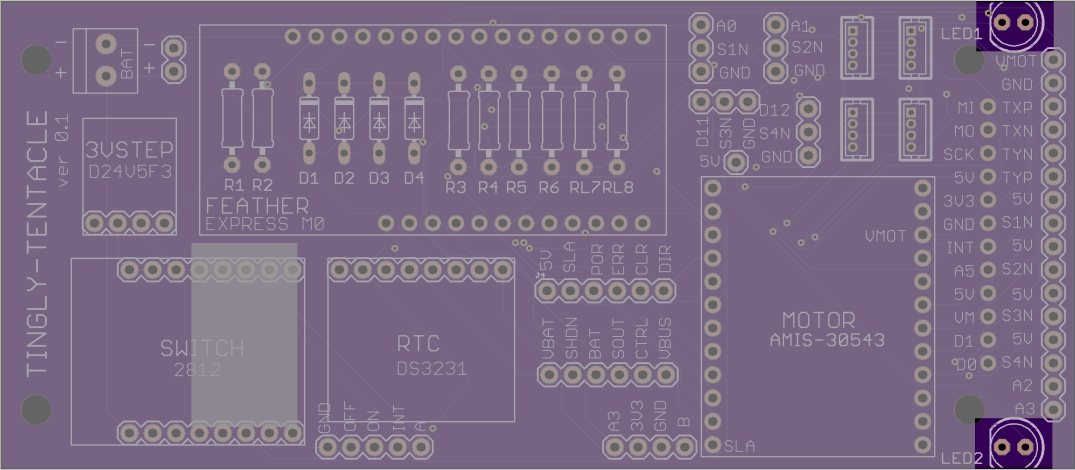 TINGLY-TENTACLE
ver 0.1
- + BAT - +
3VSTEP
D24V5F3
R1 R2 D1 D2 D3 D4 R3 R4 R5 R6 RL7 RL8
FEATHER
EXPRESS M0
A0
S1N
GND
A1
S2N
GND
D11 S3N GND
D12
S4N
GND
5V
LED1
VMOT
GND
MI TXP
MO TXN
SCK TYN
5V TYP
3V3 5V
GND S1N
INT 5V
A5 S2N
5V 5V
VM S3N
D1 5V
D0 S4N
A2
A3
LED2
SWITCH
2812
RTC
DS3231
GND OFF ON INT A
J4
5V SLA POR ERR CLR DIR
VBAT SHDN BAT SOUT CTRL VBUS
A3 3V3 GND B
VMOT
MOTOR
AMIS-30543
SLA